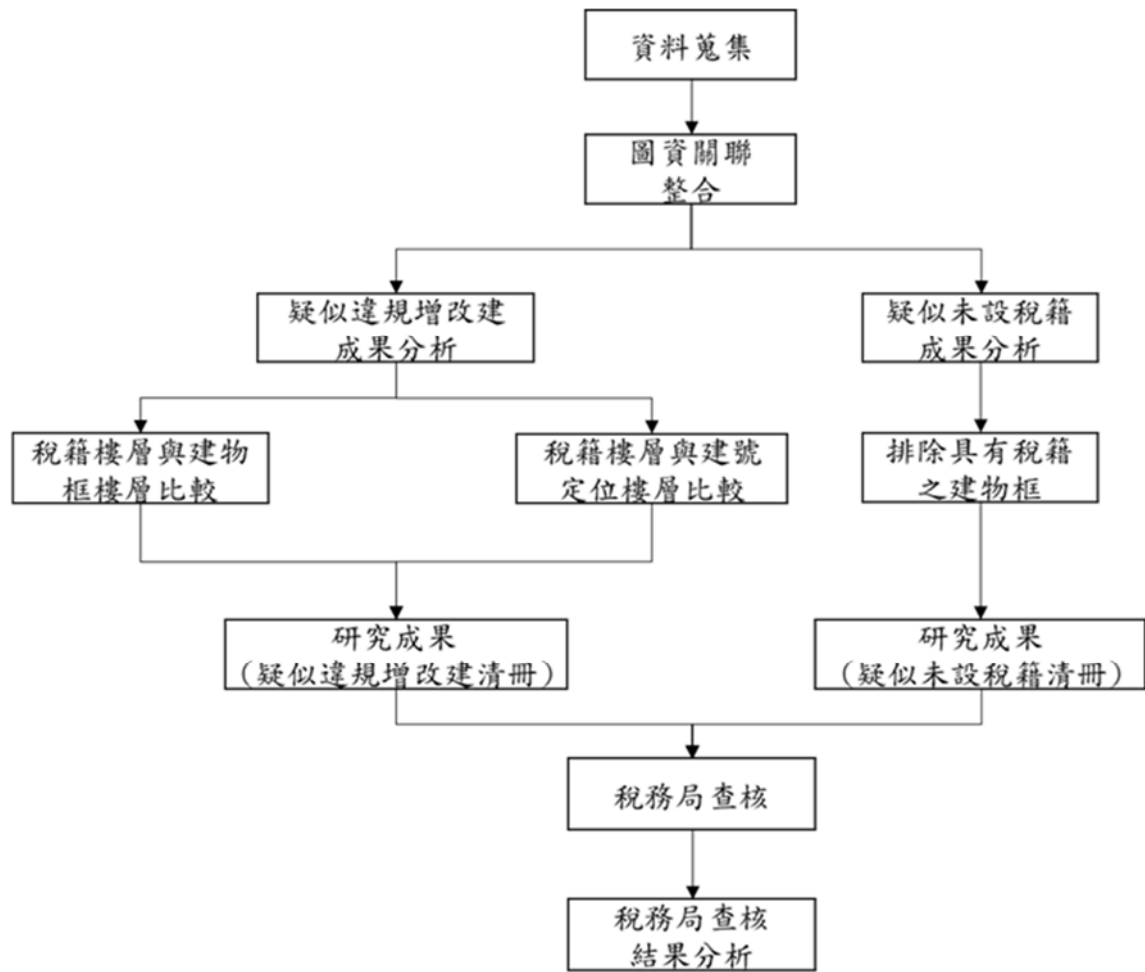 資料蒐集
圖資關聯
整合
疑似違規增改建
成果分析
疑似未設稅籍
成果分析
稅籍樓層與建物
框樓層比較
稅籍樓層與建號
定位樓層比較
排除具有稅籍
之建物框
研究成果
（疑似違規增改建清冊）
研究成果
（疑似未設稅籍清冊）
稅務局查核
稅務局查核
結果分析